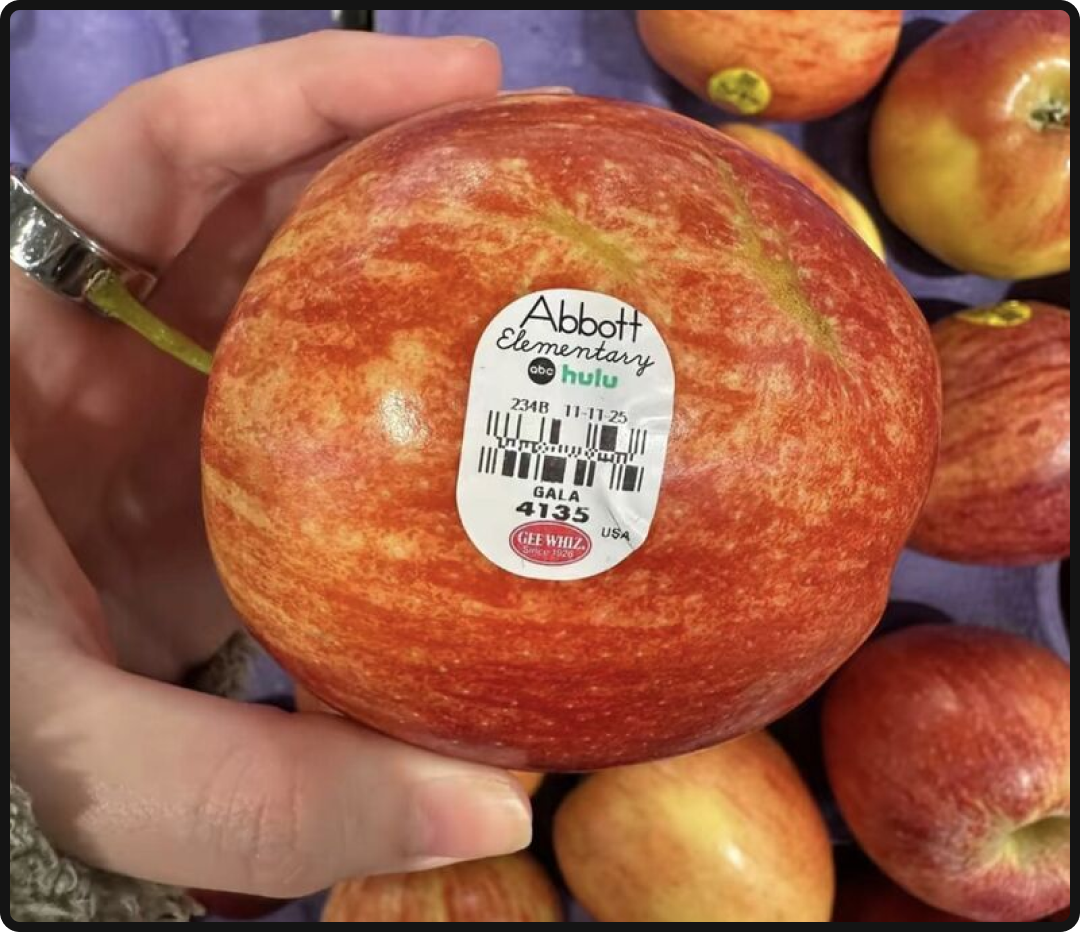 Abbott
Elementary
abc hulu
234B 11-11-25
GALA
4135
USA
GEE WHIZ.
Since 1926